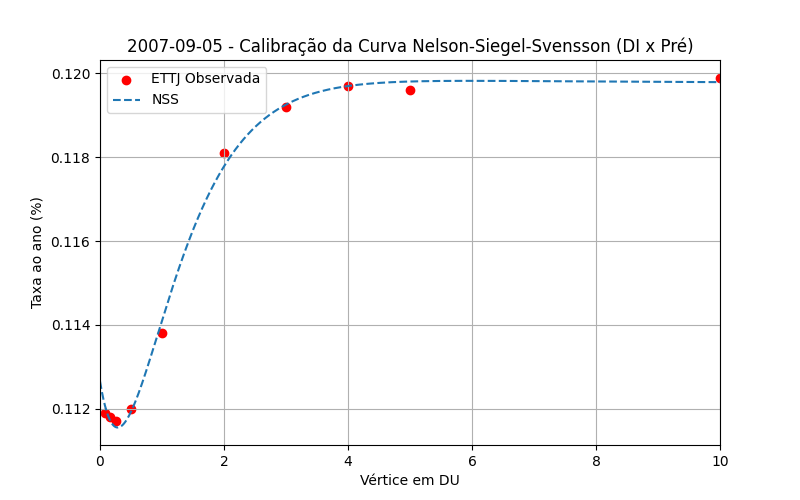 2007-09-05 - Calibração da Curva Nelson-Siegel-Svensson (DI x Pré)
ETTJ Observada
NSS
0.120
0.118
0.116
0.114
0.112
Taxa ao ano (%)
0 2 4 6 8 10
Vértice em DU